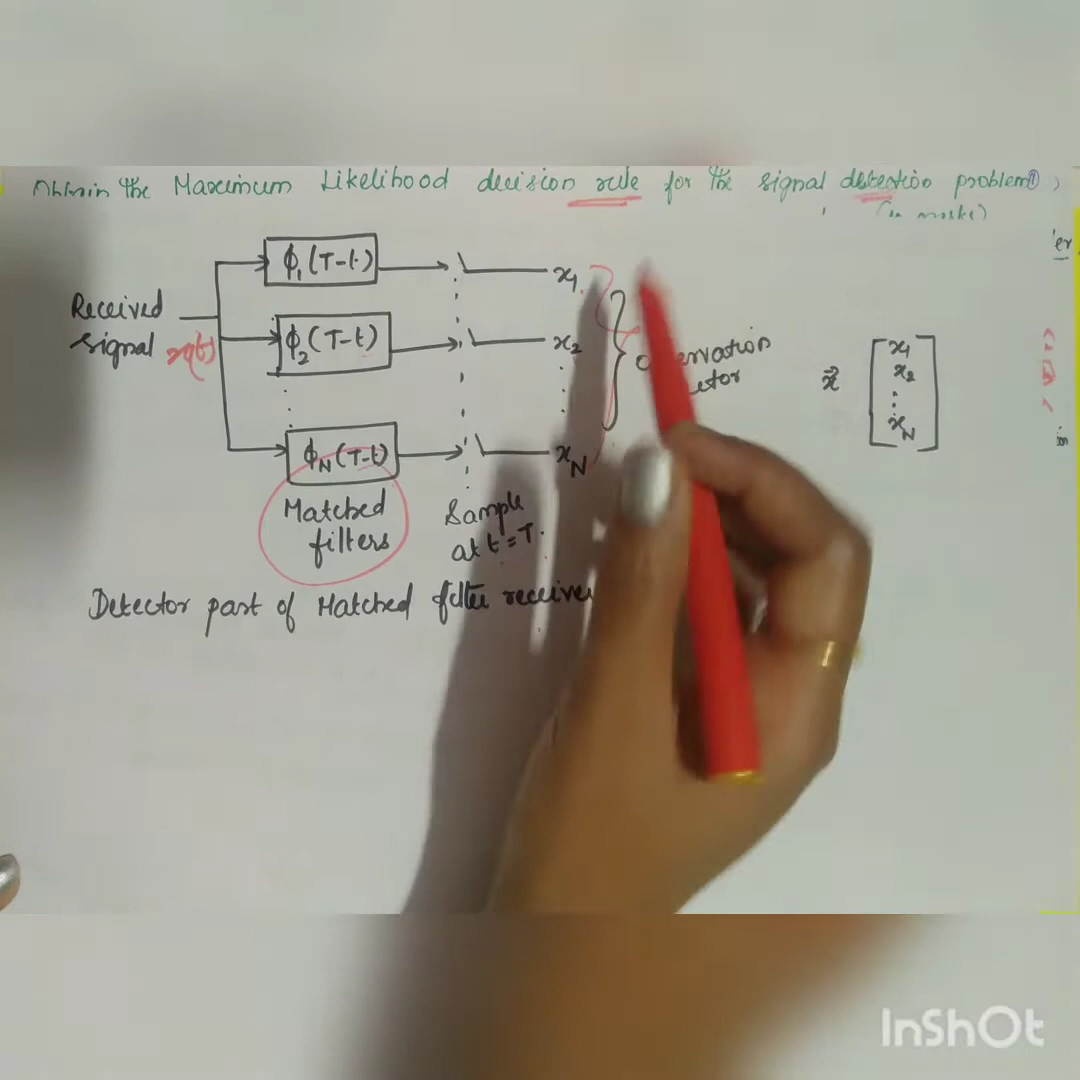 Obtain the Maximum Likelihood decision rule for the signal detection problem
Received
signal x(t)
ϕ₁(T-t)
ϕ₂(T-t)
ϕN(T-t)
Matched
filters
Sample
at t=T.
x₁
x₂
xN
x⃗
x₁
x₂
xN
Detector part of Matched filter receiver
InShOt